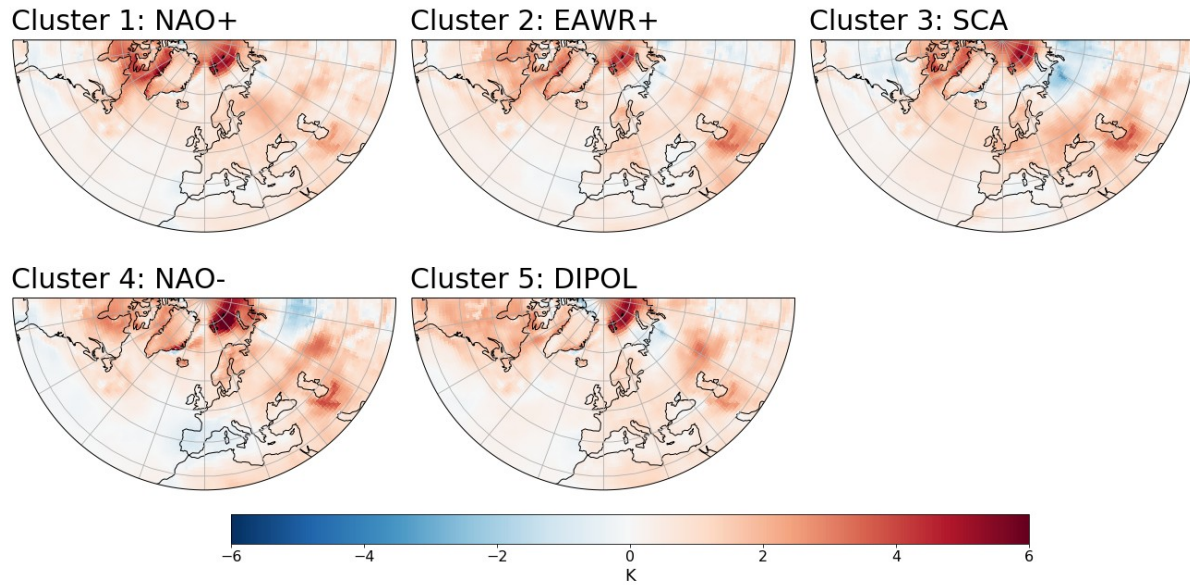 Cluster 1: NAO+
Cluster 2: EAWR+
Cluster 3: SCA
Cluster 4: NAO-
Cluster 5: DIPOL
−6 −4 −2 0 2 4 6
K